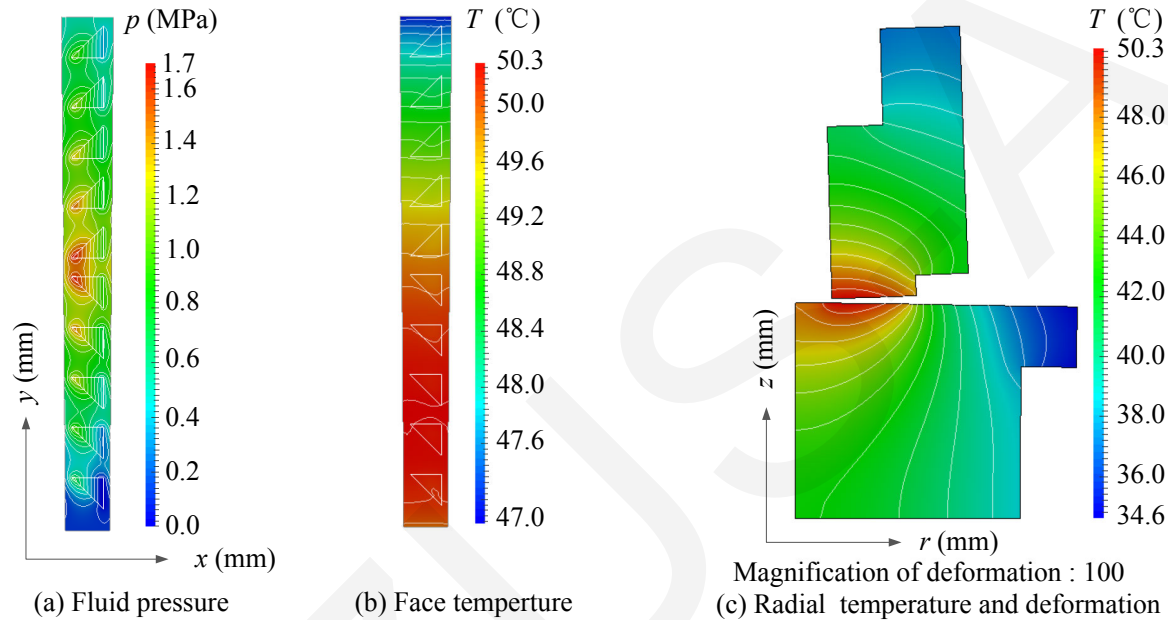 p (MPa)
1.7
1.6
1.4
1.2
1.0
0.8
0.6
0.4
0.2
0.0
y (mm)
x (mm)
(a) Fluid pressure
T (℃)
50.3
50.0
49.6
49.2
48.8
48.4
48.0
47.6
47.0
(b) Face temperture
T (℃)
50.3
48.0
46.0
44.0
42.0
40.0
38.0
36.0
34.6
z (mm)
r (mm)
Magnification of deformation : 100
(c) Radial temperature and deformation